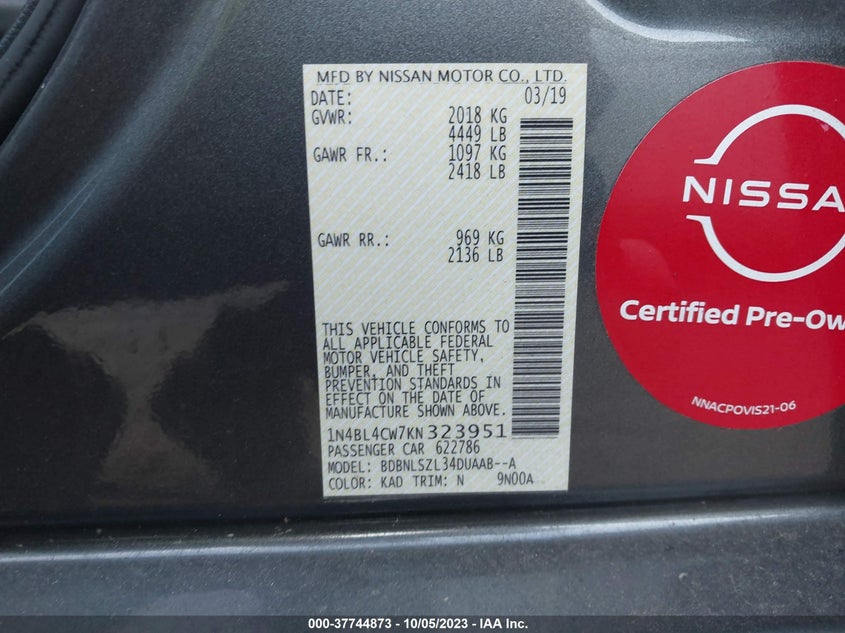 MFD BY NISSAN MOTOR CO., LTD.
DATE: 03/19
GVWR: 2018 KG
4449 LB
GAWR FR.: 1097 KG
2418 LB
GAWR RR.: 969 KG
2136 LB
THIS VEHICLE CONFORMS TO
ALL APPLICABLE FEDERAL
MOTOR VEHICLE SAFETY,
BUMPER, AND THEFT
PREVENTION STANDARDS IN
EFFECT ON THE DATE OF
MANUFACTURE SHOWN ABOVE.
1N4BL4CW7KN323951
PASSENGER CAR 622786
MODEL: BDBNLSZL34DUAAB--A
COLOR: KAD TRIM: N 9N00A
NISSA
Certified Pre-Ow
NNACPOVIS21-06
000-37744873 - 10/05/2023 - IAA Inc.